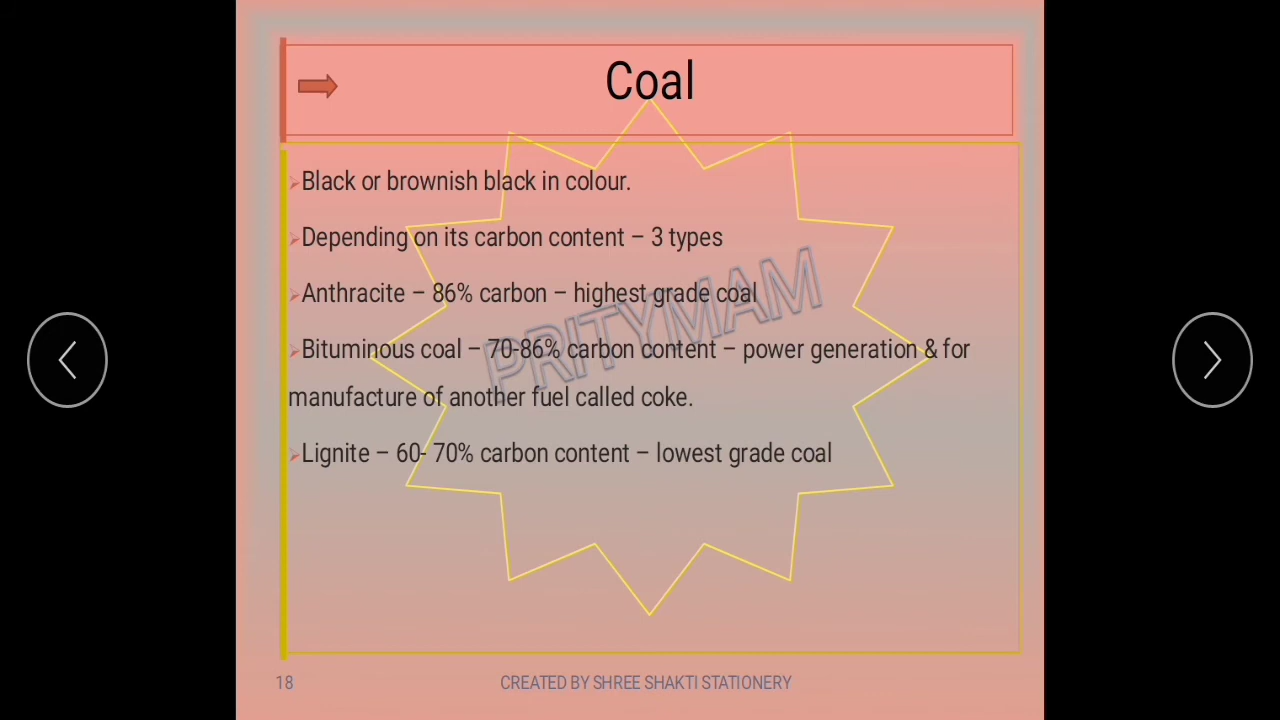 Coal
Black or brownish black in colour.
Depending on its carbon content – 3 types
Anthracite – 86% carbon – highest grade coal
Bituminous coal – 70-86% carbon content – power generation & for
manufacture of another fuel called coke.
Lignite – 60- 70% carbon content – lowest grade coal
PRITYMAM
18
CREATED BY SHREE SHAKTI STATIONERY